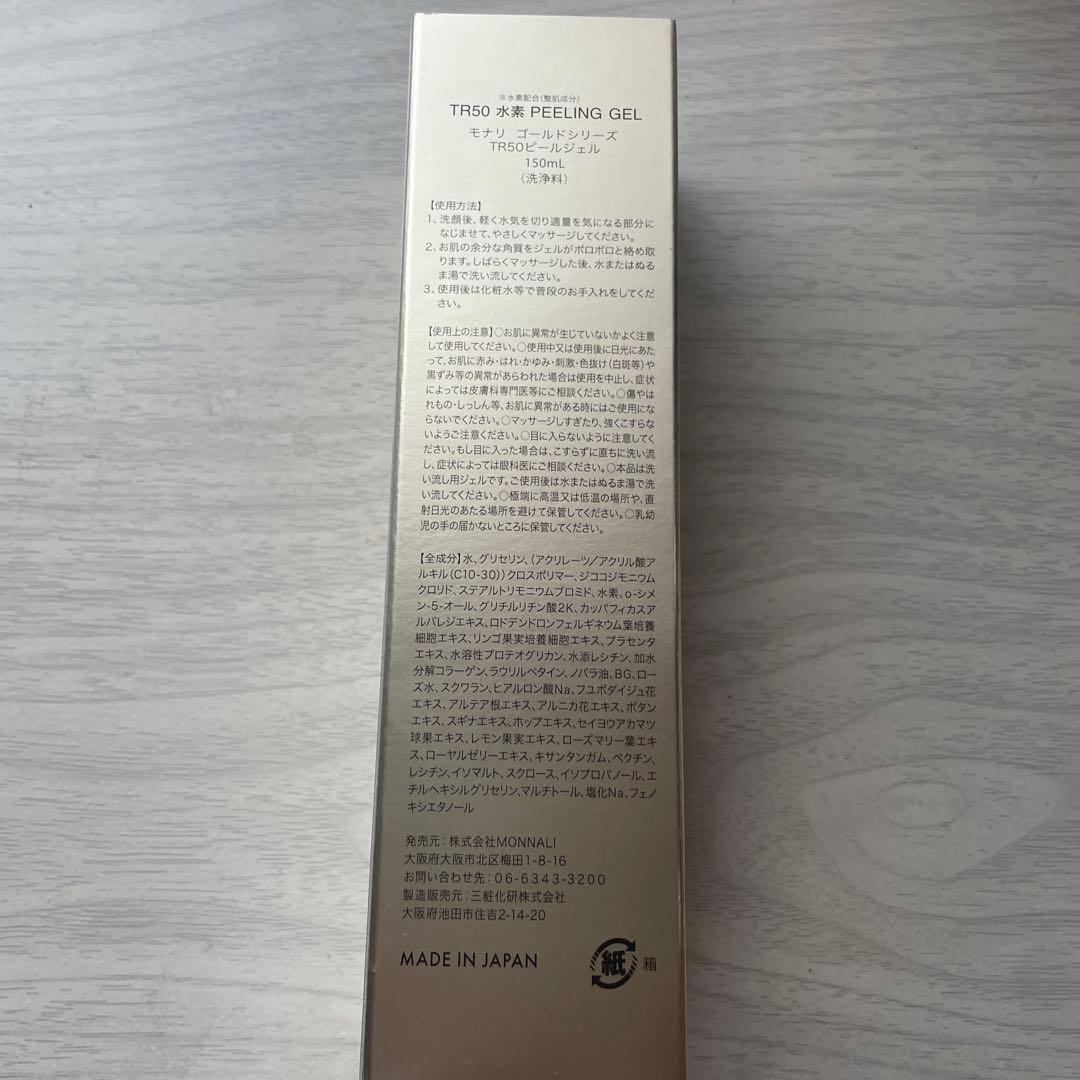 ※水素配合(整肌成分)
TR50 水素 PEELING GEL
モナリ ゴールドシリーズ
TR50ピールジェル
150mL
(洗浄料)
【使用方法】
1、洗顔後、軽く水気を切り適量を気になる部分に
なじませて、やさしくマッサージしてください。
2、お肌の余分な角質をジェルがポロポロと絡め取
ります。しばらくマッサージした後、水またはぬる
ま湯で洗い流してください。
3、使用後は化粧水等で普段のお手入れをしてくだ
さい。
【使用上の注意】○お肌に異常が生じていないかよく注意
して使用してください。○使用中又は使用後に日光にあた
って、お肌に赤み・はれ・かゆみ・刺激・色抜け(白斑等)や
黒ずみ等の異常があらわれた場合は使用を中止し、症状
によっては皮膚科専門医等にご相談ください。○傷やは
れもの・しっしん等、お肌に異常がある時にはご使用にな
らないでください。○マッサージしすぎたり、強くこすらな
いようご注意ください。○目に入らないように注意してく
ださい。もし目に入った場合は、こすらずに直ちに洗い流
し、症状によっては眼科医にご相談ください。○本品は洗
い流し用ジェルです。ご使用後は水またはぬるま湯で洗
い流してください。○極端に高温又は低温の場所や、直
射日光のあたる場所を避けて保管してください。○乳幼
児の手の届かないところに保管してください。
【全成分】水、グリセリン、(アクリレーツ/アクリル酸ア
ルキル(C10-30))クロスポリマー、ジココジモニウム
クロリド、ステアルトリモニウムブロミド、水素、o-シメ
ン-5-オール、グリチルリチン酸2K、カッパフィカスア
ルバレジエキス、ロドデンドロンフェルギネウム葉培養
細胞エキス、リンゴ果実培養細胞エキス、プラセンタ
エキス、水溶性プロテオグリカン、水添レシチン、加水
分解コラーゲン、ラウリルベタイン、ノバラ油、BG、ロー
ズ水、スクワラン、ヒアルロン酸Na、フユボダイジュ花
エキス、アルテア根エキス、アルニカ花エキス、ボタン
エキス、スギナエキス、ホップエキス、セイヨウアカマツ
球果エキス、レモン果実エキス、ローズマリー葉エキ
ス、ローヤルゼリーエキス、キサンタンガム、ペクチン、
レシチン、イソマルト、スクロース、イソプロパノール、エ
チルヘキシルグリセリン、マルチトール、塩化Na、フェノ
キシエタノール
発売元：株式会社MONNALI
大阪府大阪市北区梅田1-8-16
お問い合わせ先：06-6343-3200
製造販売元：三粧化研株式会社
大阪府池田市住吉2-14-20
MADE IN JAPAN
紙 箱